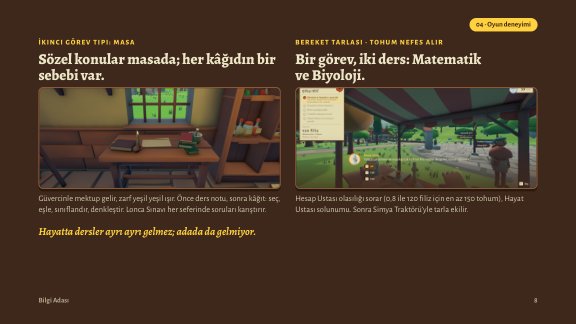 04 · Oyun deneyimi
İKINCI GÖREV TIPI: MASA
Sözel konular masada; her kâğıdın bir
sebebi var.
Güvercinle mektup gelir, zarf yeşil yeşil ışır. Önce ders notu, sonra kâğıt: seç,
eşle, sınıflandır, denkleştir. Lonca Sınavı her seferinde soruları karıştırır.
Hayatta dersler ayrı ayrı gelmez; adada da gelmiyor.
BEREKET TARLASI · TOHUM NEFES ALIR
Bir görev, iki ders: Matematik
ve Biyoloji.
Hesap Ustası olasılığı sorar (0,8 ile 120 filiz için en az 150 tohum), Hayat
Ustası solunumu. Sonra Simya Traktörü'yle tarla ekilir.
Bilgi Adası
8